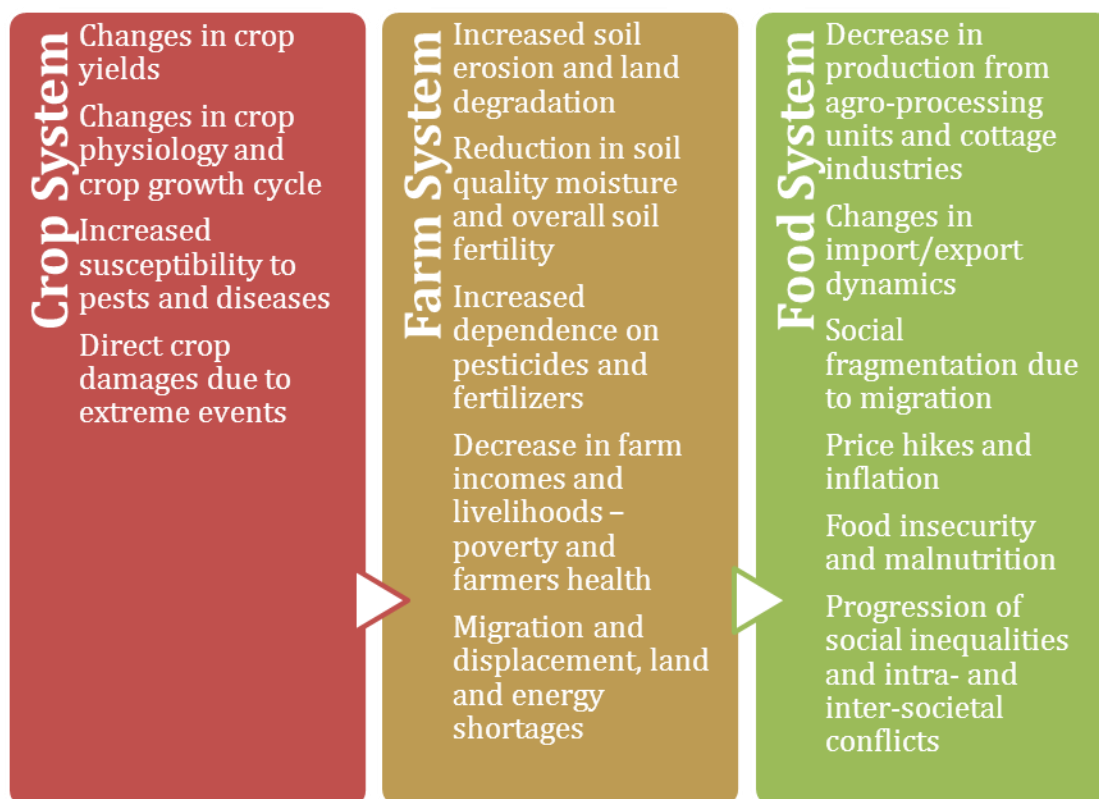 Crop System
Changes in crop
yields
Changes in crop
physiology and
crop growth cycle
Increased
susceptibility to
pests and diseases
Direct crop
damages due to
extreme events
Farm System
Increased soil
erosion and land
degradation
Reduction in soil
quality moisture
and overall soil
fertility
Increased
dependence on
pesticides and
fertilizers
Decrease in farm
incomes and
livelihoods –
poverty and
farmers health
Migration and
displacement, land
and energy
shortages
Food System
Decrease in
production from
agro-processing
units and cottage
industries
Changes in
import/export
dynamics
Social
fragmentation due
to migration
Price hikes and
inflation
Food insecurity
and malnutrition
Progression of
social inequalities
and intra- and
inter-societal
conflicts